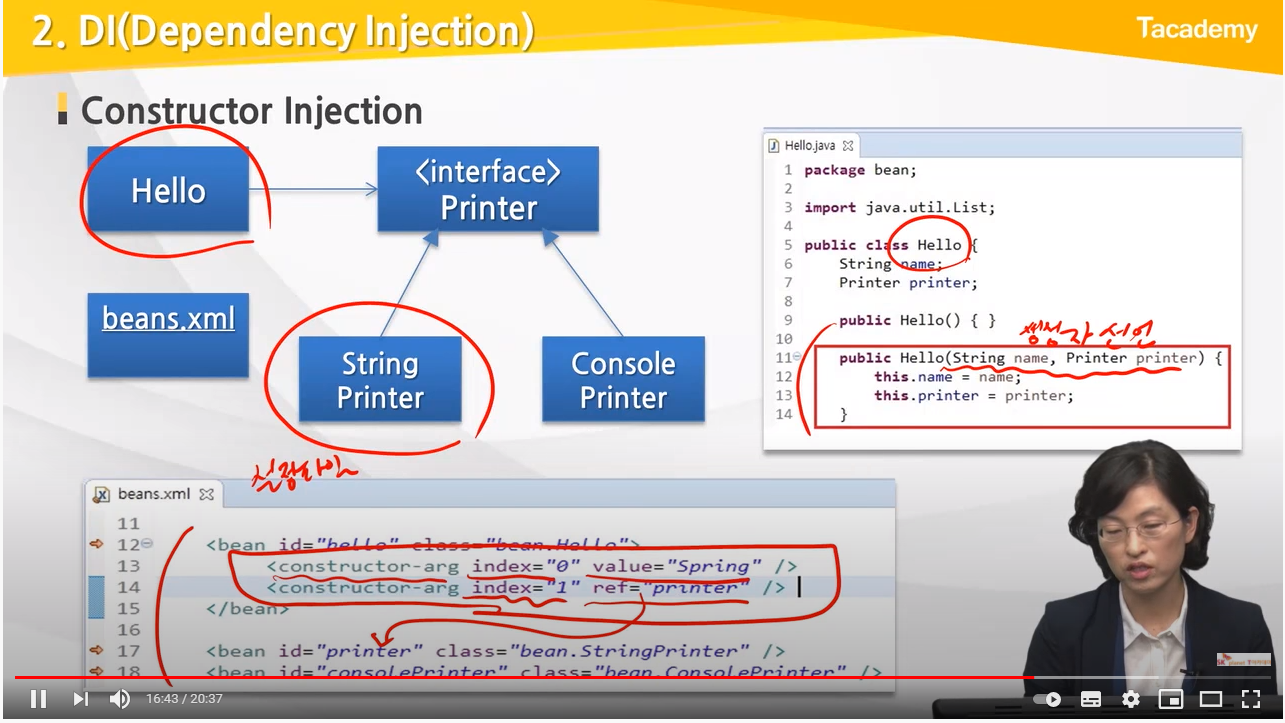 2. DI(Dependency Injection)
Tacademy
Constructor Injection
Hello
<interface>
Printer
beans.xml
String
Printer
Console
Printer
Hello.java
1 package bean;
2
3 import java.util.List;
4
5 public class Hello {
6 String name;
7 Printer printer;
8
9 public Hello() { }
10
생성자 선언
11 public Hello(String name, Printer printer) {
12 this.name = name;
13 this.printer = printer;
14 }
설정파일
beans.xml
11
12 <bean id="hello" class="bean.Hello">
13 <constructor-arg index="0" value="Spring" />
14 <constructor-arg index="1" ref="printer" />
15 </bean>
16
17 <bean id="printer" class="bean.StringPrinter" />
18 <bean id="consolePrinter" class="bean.ConsolePrinter" />
16:43 / 20:37